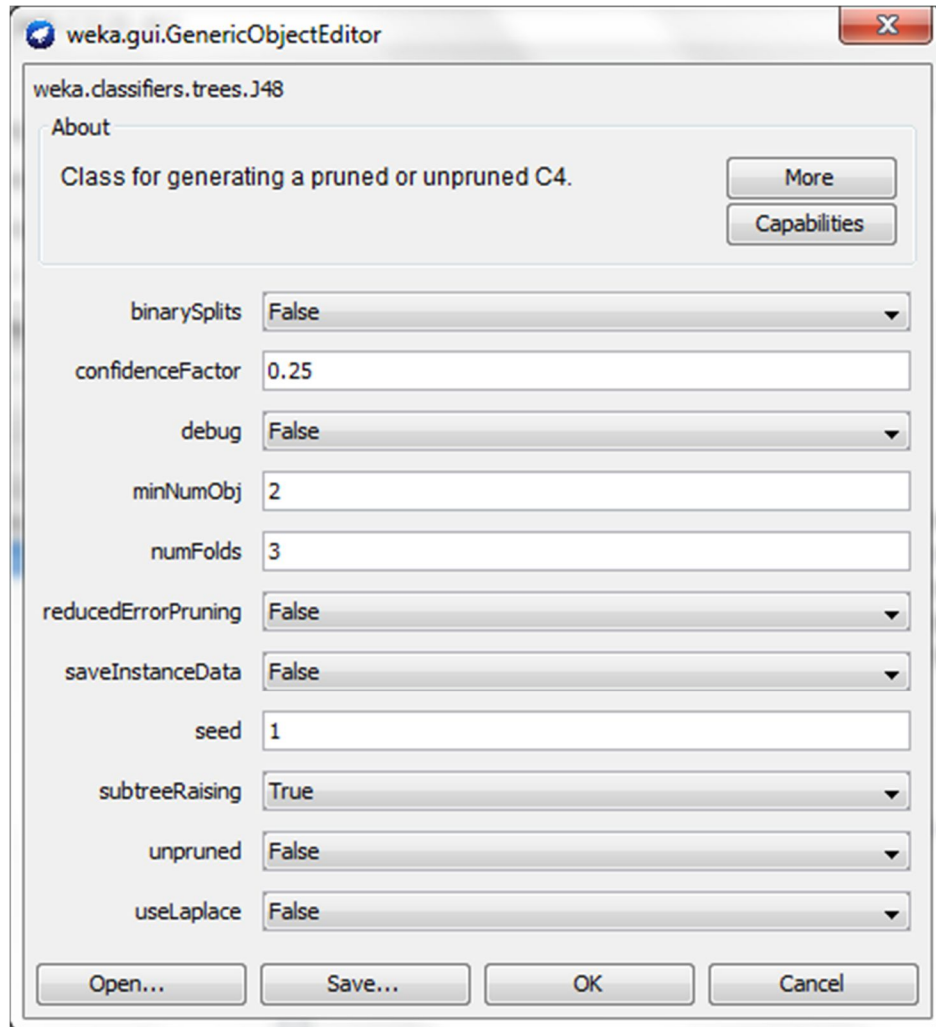 weka.gui.GenericObjectEditor
weka.classifiers.trees.J48
About
Class for generating a pruned or unpruned C4.
More
Capabilities
binarySplits False
confidenceFactor 0.25
debug False
minNumObj 2
numFolds 3
reducedErrorPruning False
saveInstanceData False
seed 1
subtreeRaising True
unpruned False
useLaplace False
Open... Save... OK Cancel